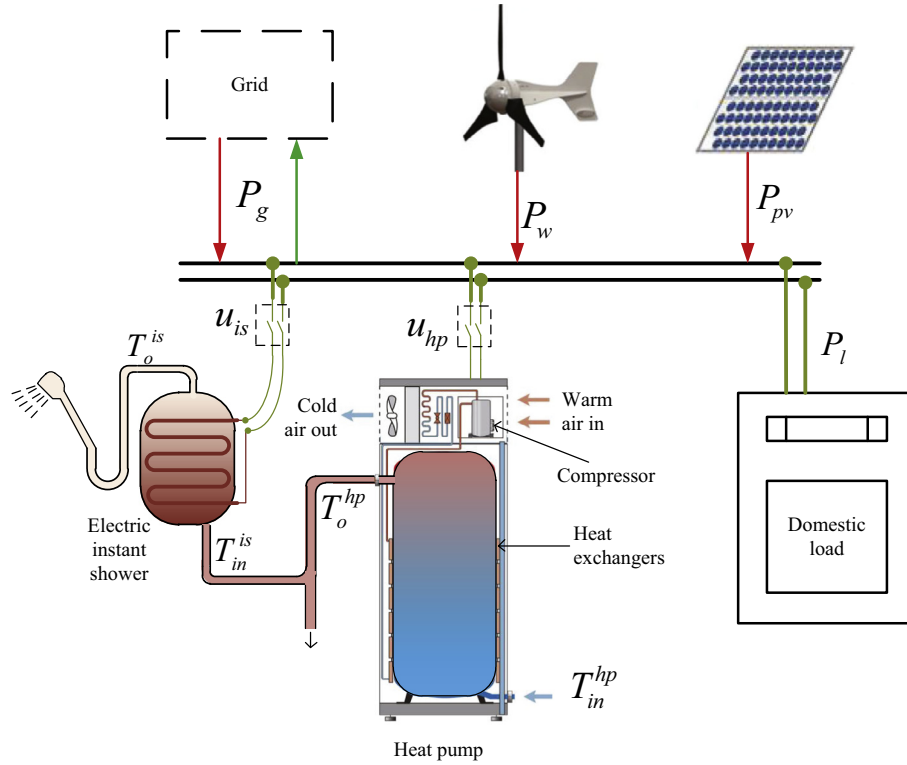 Grid
P_g
P_w
P_pv
u_is
u_hp
P_l
T_o^is
Cold
air out
Warm
air in
Compressor
T_o^hp
Electric
instant
shower
T_in^is
Heat
exchangers
Domestic
load
T_in^hp
Heat pump